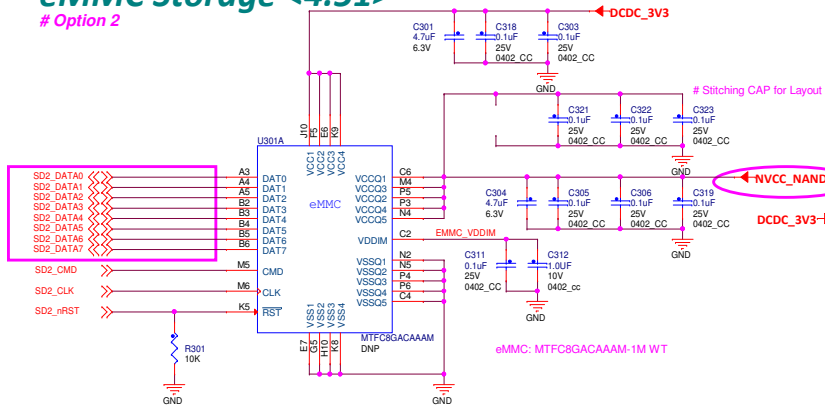 eMMC Storage <4.51>
# Option 2
DCDC_3V3
C301
4.7uF
6.3V
C318
0.1uF
25V
0402_CC
C303
0.1uF
25V
0402_CC
GND
# Stitching CAP for Layout
C321
0.1uF
25V
0402_CC
C322
0.1uF
25V
0402_CC
C323
0.1uF
25V
0402_CC
GND
J10
F5
E6
K9
U301A
VCC1
VCC2
VCC3
VCC4
eMMC
SD2_DATA0 A3 DAT0
SD2_DATA1 A4 DAT1
SD2_DATA2 A5 DAT2
SD2_DATA3 B2 DAT3
SD2_DATA4 B3 DAT4
SD2_DATA5 B4 DAT5
SD2_DATA6 B5 DAT6
SD2_DATA7 B6 DAT7
SD2_CMD M5 CMD
SD2_CLK M6 CLK
SD2_nRST K5 RST
VCCQ1 C6
VCCQ3 M4
VCCQ2 P5
VCCQ4 P3
VCCQ5 N4
VDDIM C2 EMMC_VDDIM
VSSQ1 N2
VSSQ2 N5
VSSQ3 P4
VSSQ4 P6
VSSQ5 C4
VSS1
VSS2
VSS3
VSS4
E7
G5
H10
K8
MTFC8GACAAAM
DNP
NVCC_NAND
C304
4.7uF
6.3V
C305
0.1uF
25V
0402_CC
C306
0.1uF
25V
0402_CC
C319
0.1uF
25V
0402_CC
GND
DCDC_3V3
C311
0.1uF
25V
0402_CC
C312
1.0UF
10V
0402_cc
GND
R301
10K
GND
GND
eMMC: MTFC8GACAAAM-1M WT